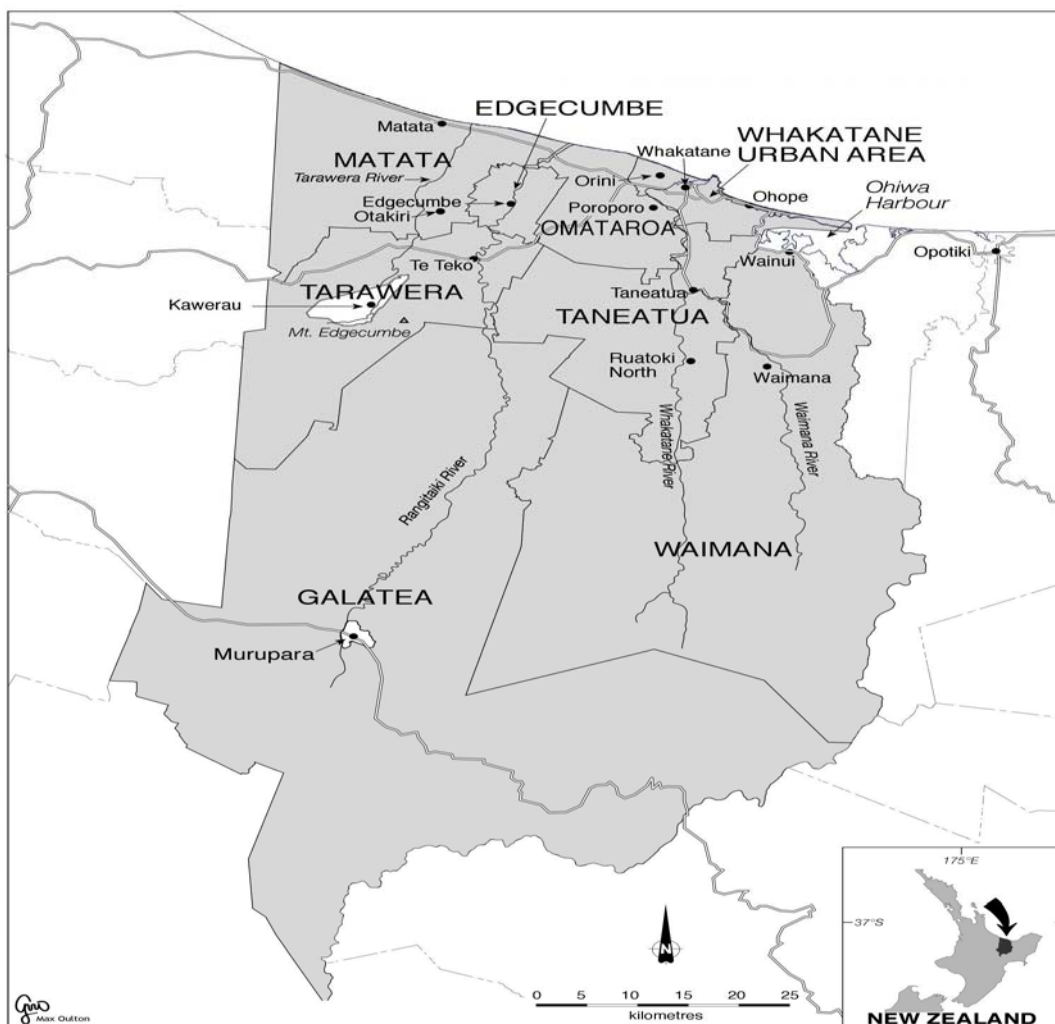 EDGECUMBE
Matata
WHAKATANE
URBAN AREA
Whakatane
MATATA
Tarawera River
Orini
Ohiwa
Harbour
Edgecumbe
Otakiri
Poroporo
Ohope
OMATAROA
Te Teko
Wainui
Opotiki
Kawerau
TARAWERA
Taneatua
TANEATUA
Mt. Edgecumbe
Ruatoki
North
Waimana
Whakatane River
Waimana River
Rangitaiki River
WAIMANA
GALATEA
Murupara
175°E
37°S
N
0 5 10 15 20 25
kilometres
NEW ZEALAND
Max Oulton